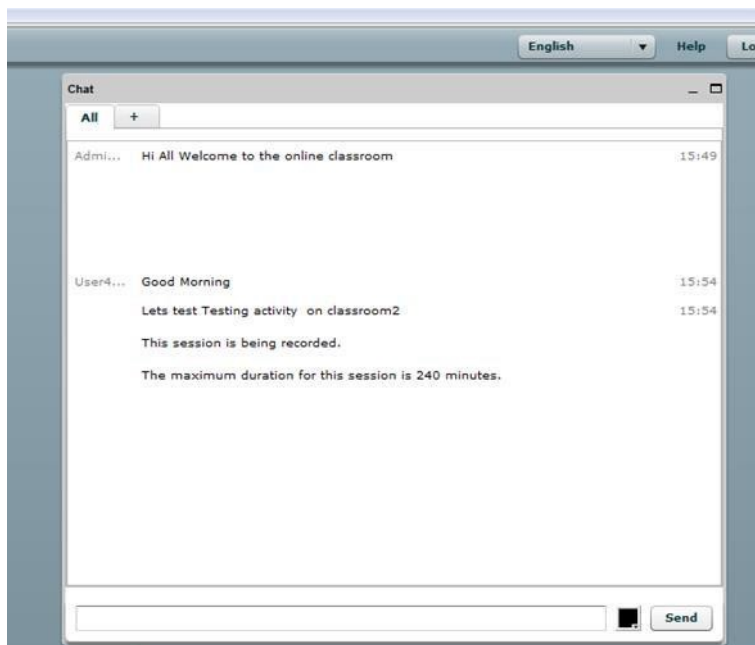 English Help Lo
Chat
All +
Admi... Hi All Welcome to the online classroom 15:49
User4... Good Morning 15:54
Lets test Testing activity on classroom2 15:54
This session is being recorded.
The maximum duration for this session is 240 minutes.
Send